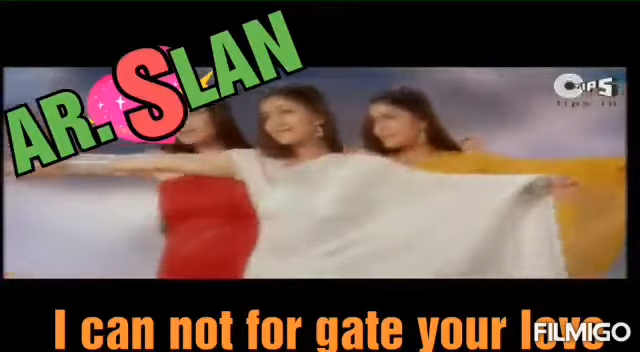 AR.SLAN
Tips
tips in
I can not for gate your love
FILMIGO